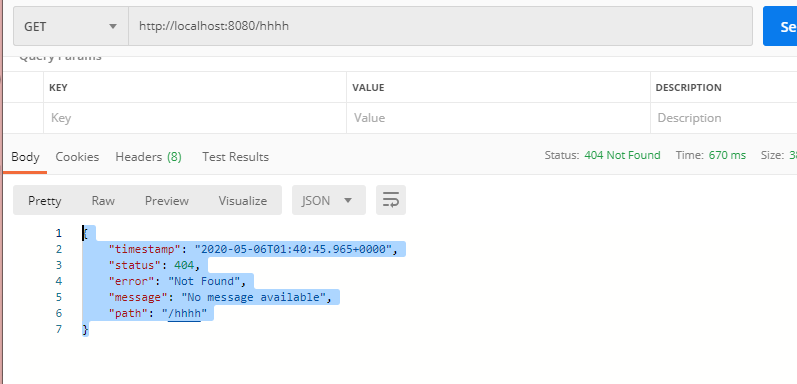 GET http://localhost:8080/hhhh Se
Query Params
KEY VALUE DESCRIPTION
Key Value Description
Body Cookies Headers (8) Test Results Status: 404 Not Found Time: 670 ms Size: 38
Pretty Raw Preview Visualize JSON
1 {
2 "timestamp": "2020-05-06T01:40:45.965+0000",
3 "status": 404,
4 "error": "Not Found",
5 "message": "No message available",
6 "path": "/hhhh"
7 }